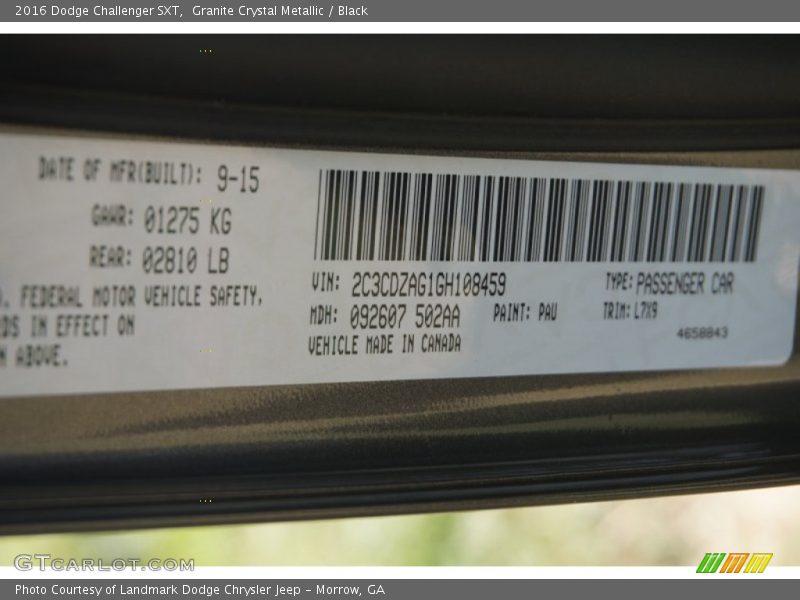 2016 Dodge Challenger SXT,  Granite Crystal Metallic / Black
DATE OF MFR(BUILT): 9-15
GAWR: 01275 KG
REAR: 02810 LB
. FEDERAL MOTOR VEHICLE SAFETY,
DS IN EFFECT ON
N ABOVE.
VIN: 2C3CDZAG1GH108459 TYPE: PASSENGER CAR
MDH: 092607 502AA PAINT: PAU TRIM: L7X9
VEHICLE MADE IN CANADA 4658843
GTCARLOT.COM
Photo Courtesy of Landmark Dodge Chrysler Jeep – Morrow, GA